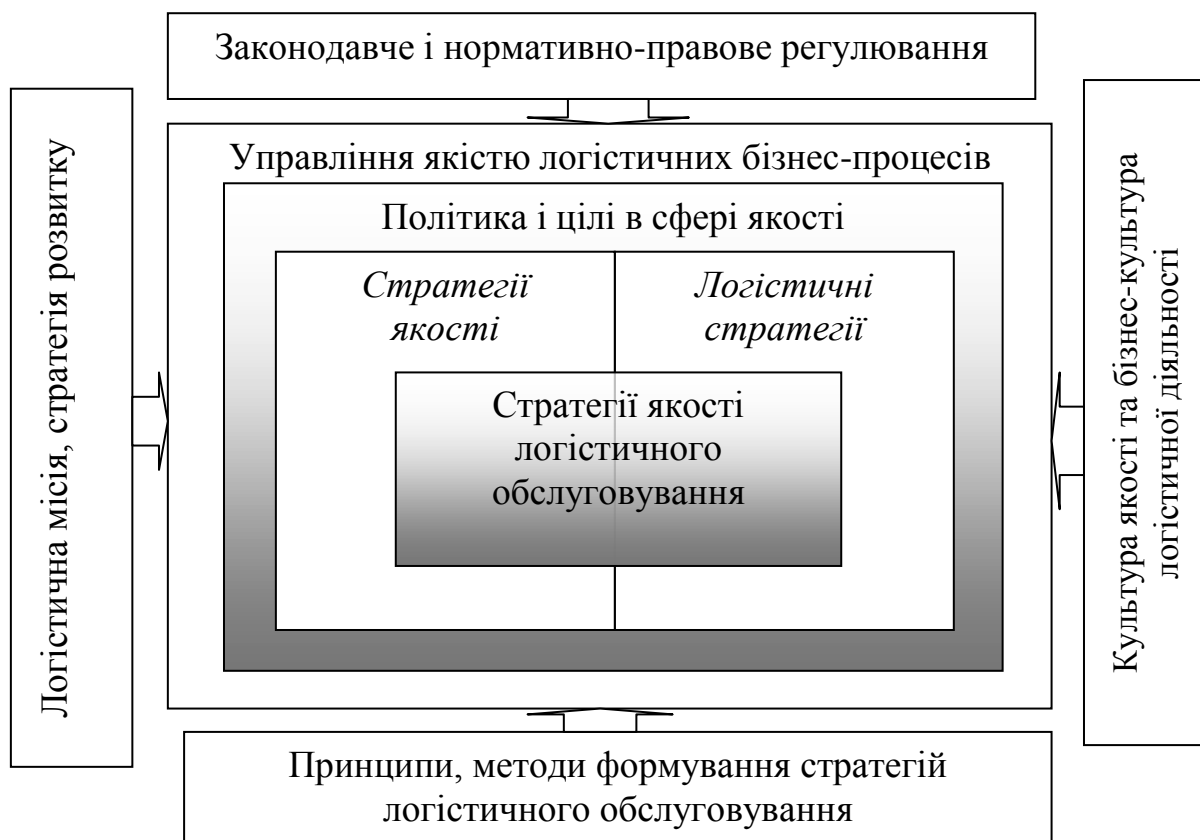 Законодавче і нормативно-правове регулювання
Логістична місія, стратегія розвитку
Управління якістю логістичних бізнес-процесів
Політика і цілі в сфері якості
Стратегії
якості
Логістичні
стратегії
Стратегії якості
логістичного
обслуговування
Культура якості та бізнес-культура
логістичної діяльності
Принципи, методи формування стратегій
логістичного обслуговування